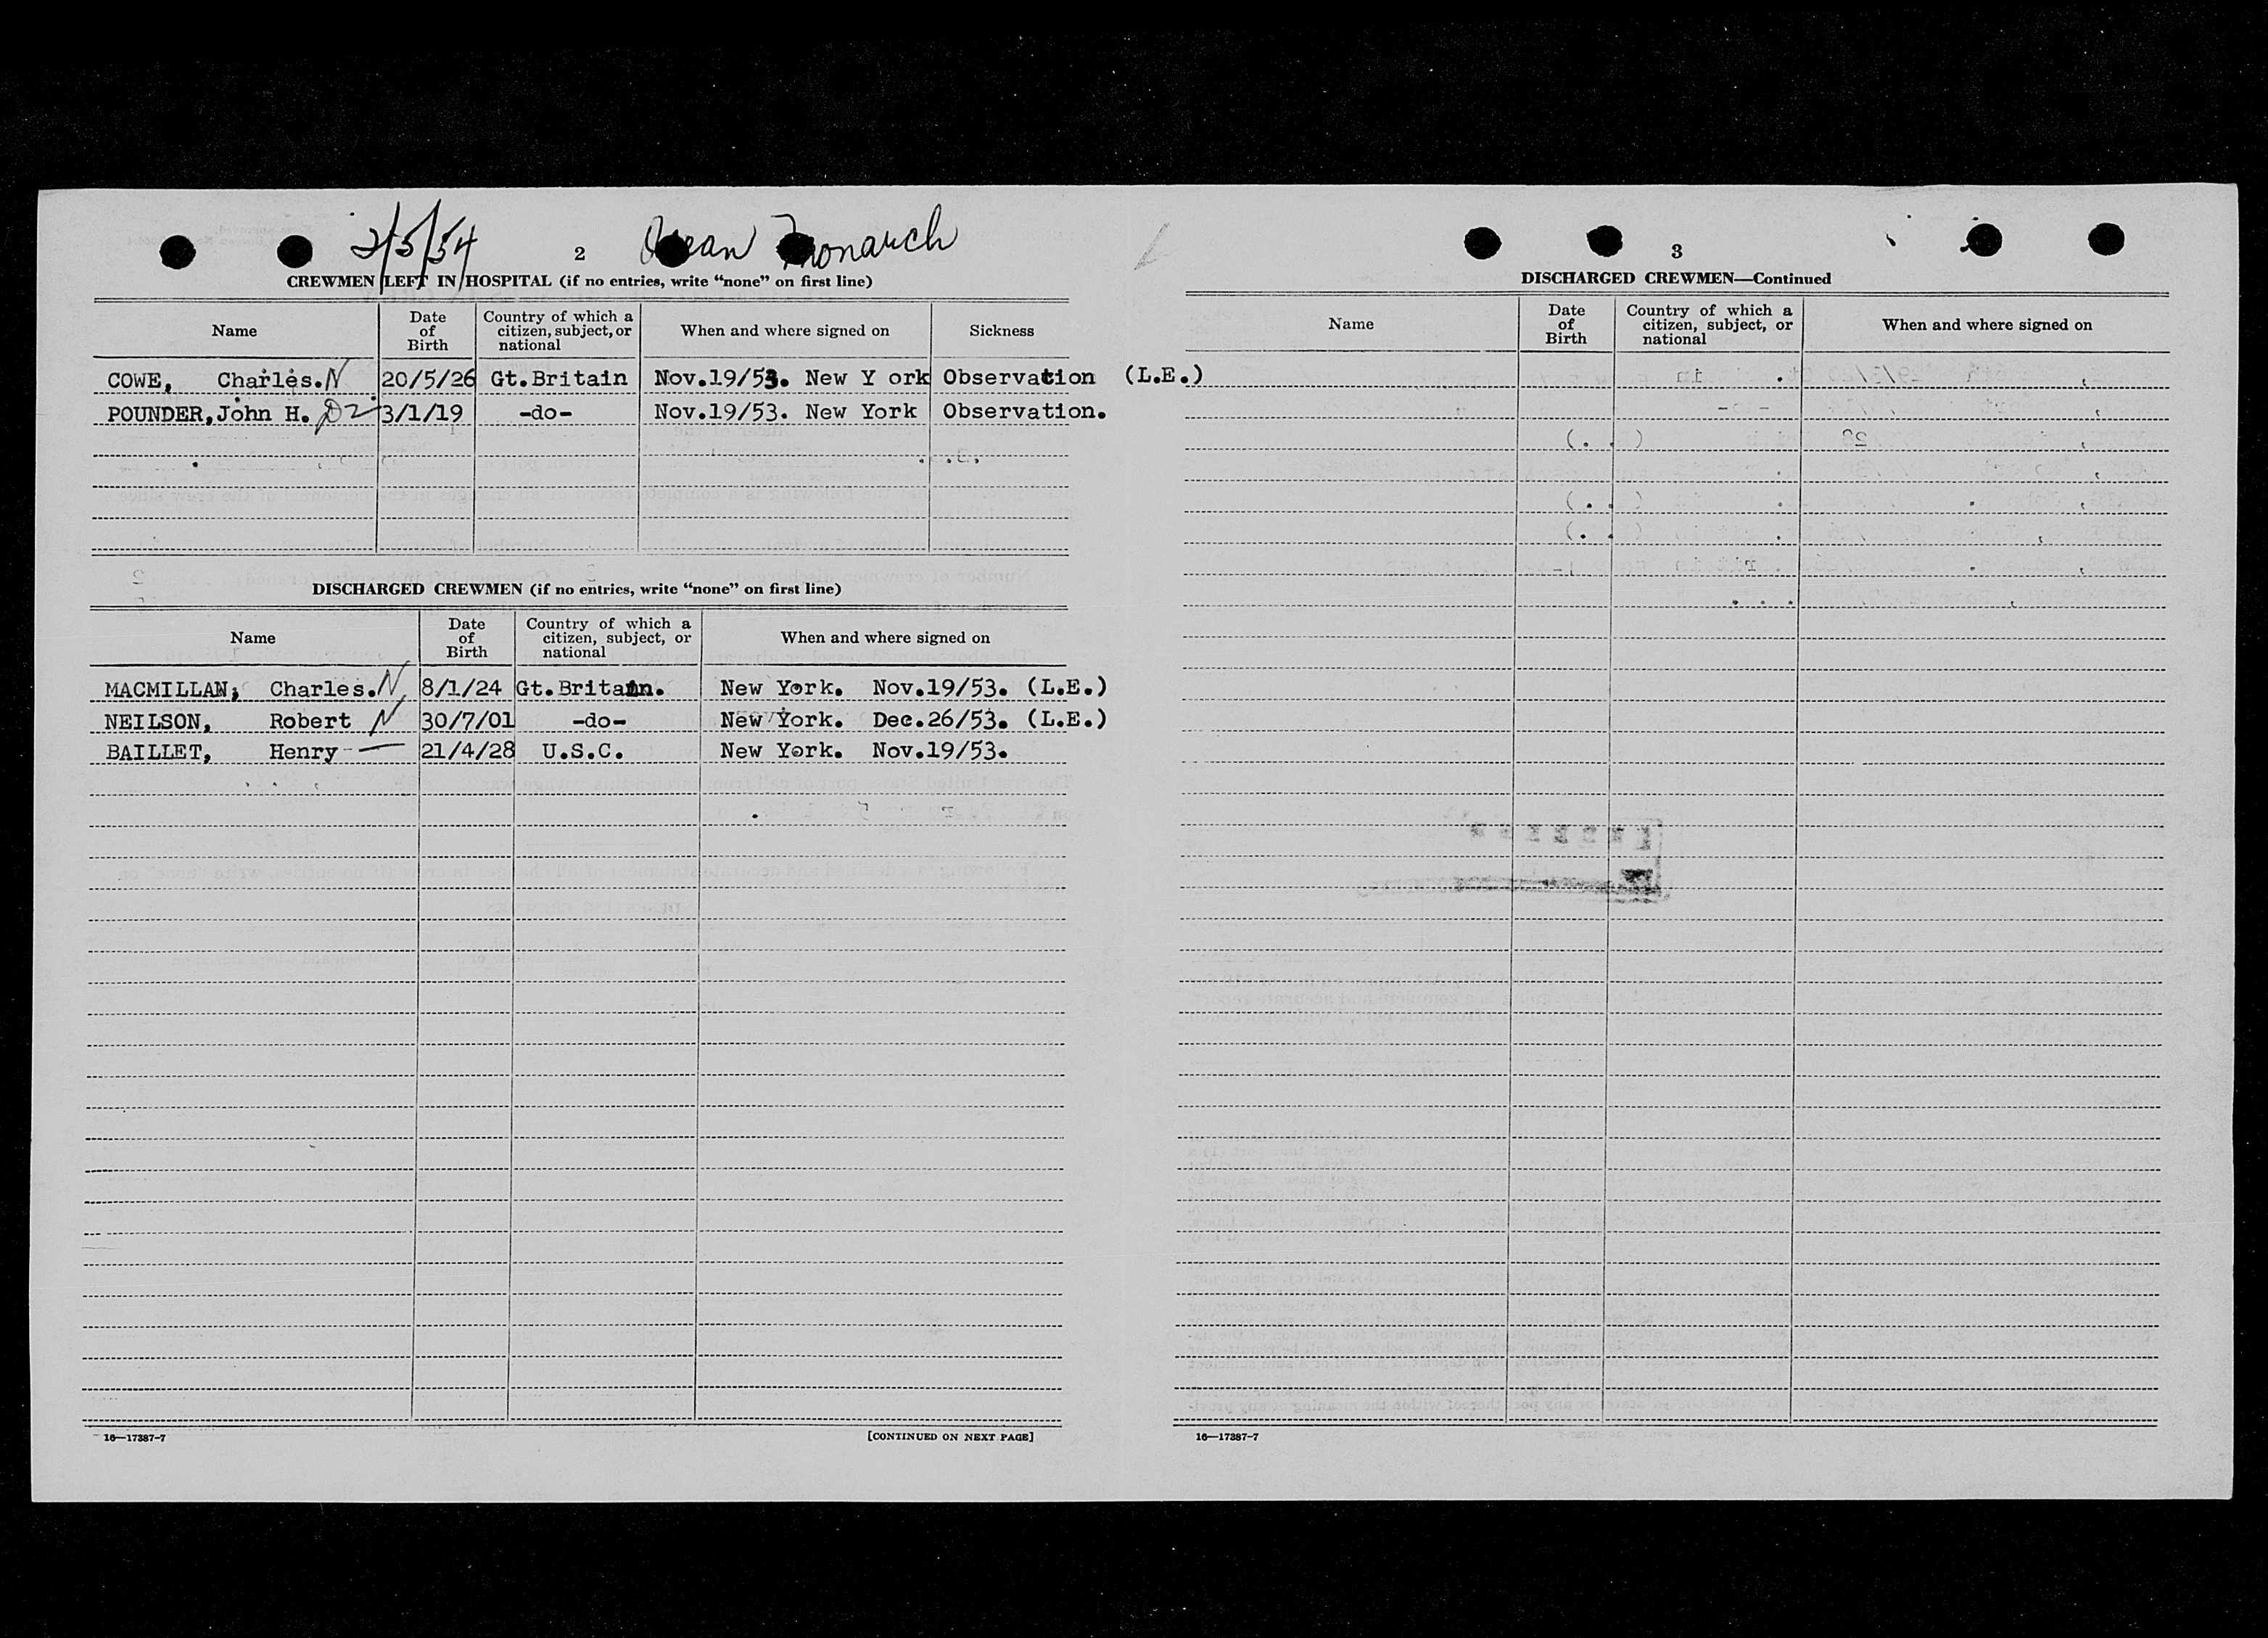 2/5/54 2 Ocean Monarch
CREWMEN LEFT IN HOSPITAL (if no entries, write “none” on first line)
Name Date of Birth Country of which a citizen, subject, or national When and where signed on Sickness
COWE, Charles. N 20/5/26 Gt.Britain Nov.19/53. New Y ork Observation (L.E.)
POUNDER, John H. D2 3/1/19 -do- Nov.19/53. New York Observation.
DISCHARGED CREWMEN (if no entries, write “none” on first line)
Name Date of Birth Country of which a citizen, subject, or national When and where signed on
MACMILLAN, Charles. N 8/1/24 Gt.Britain. New York. Nov.19/53. (L.E.)
NEILSON, Robert N 30/7/01 -do- New York. Dec.26/53. (L.E.)
BAILLET, Henry — 21/4/28 U.S.C. New York. Nov.19/53.
16—17387-7 [CONTINUED ON NEXT PAGE]
3
DISCHARGED CREWMEN—Continued
Name Date of Birth Country of which a citizen, subject, or national When and where signed on
16—17387-7